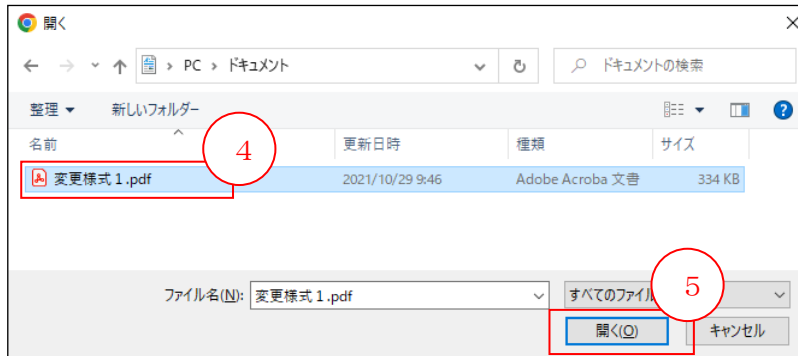 開く
PC › ドキュメント
ドキュメントの検索
整理 新しいフォルダー
名前 更新日時 種類 サイズ
4
変更様式1.pdf 2021/10/29 9:46 Adobe Acroba 文書 334 KB
ファイル名(N): 変更様式1.pdf すべてのファイル
5
開く(O) キャンセル